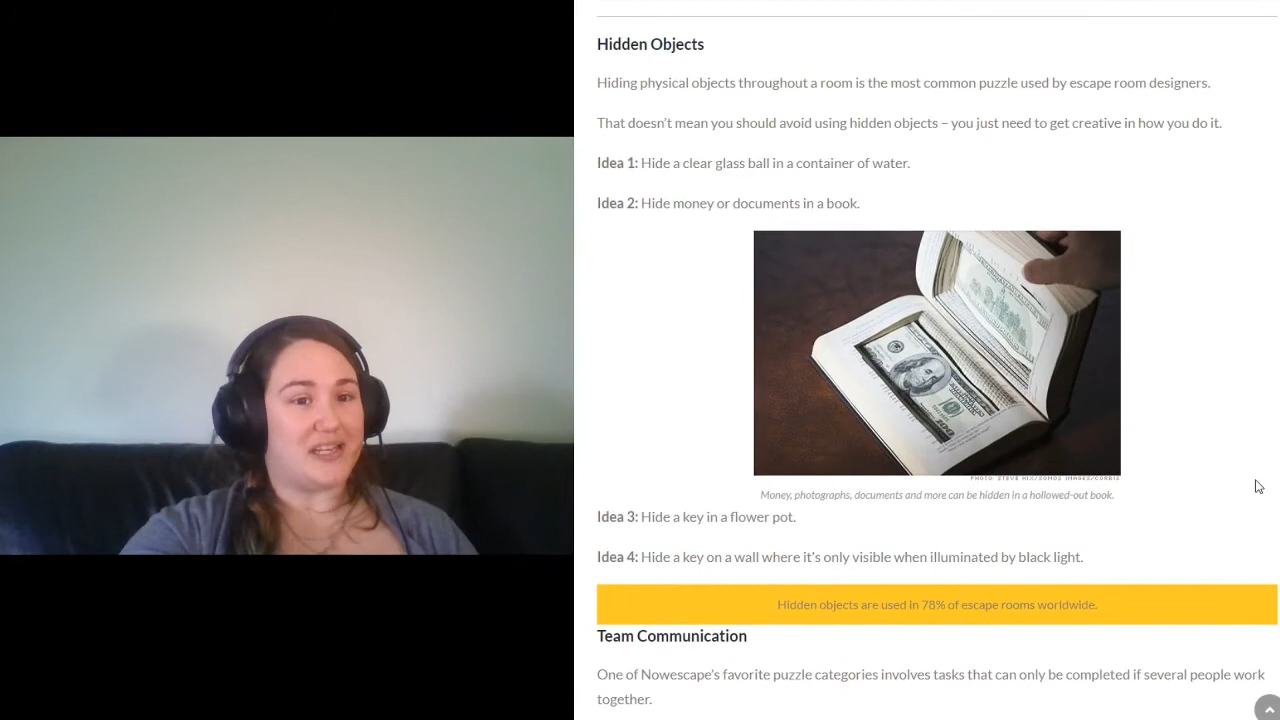 Hidden Objects
Hiding physical objects throughout a room is the most common puzzle used by escape room designers.
That doesn't mean you should avoid using hidden objects – you just need to get creative in how you do it.
Idea 1: Hide a clear glass ball in a container of water.
Idea 2: Hide money or documents in a book.
PHOTO: STEVE HIX/SOMOS IMAGES/CORBIS
Money, photographs, documents and more can be hidden in a hollowed-out book.
Idea 3: Hide a key in a flower pot.
Idea 4: Hide a key on a wall where it's only visible when illuminated by black light.
Hidden objects are used in 78% of escape rooms worldwide.
Team Communication
One of Nowescape's favorite puzzle categories involves tasks that can only be completed if several people work
together.